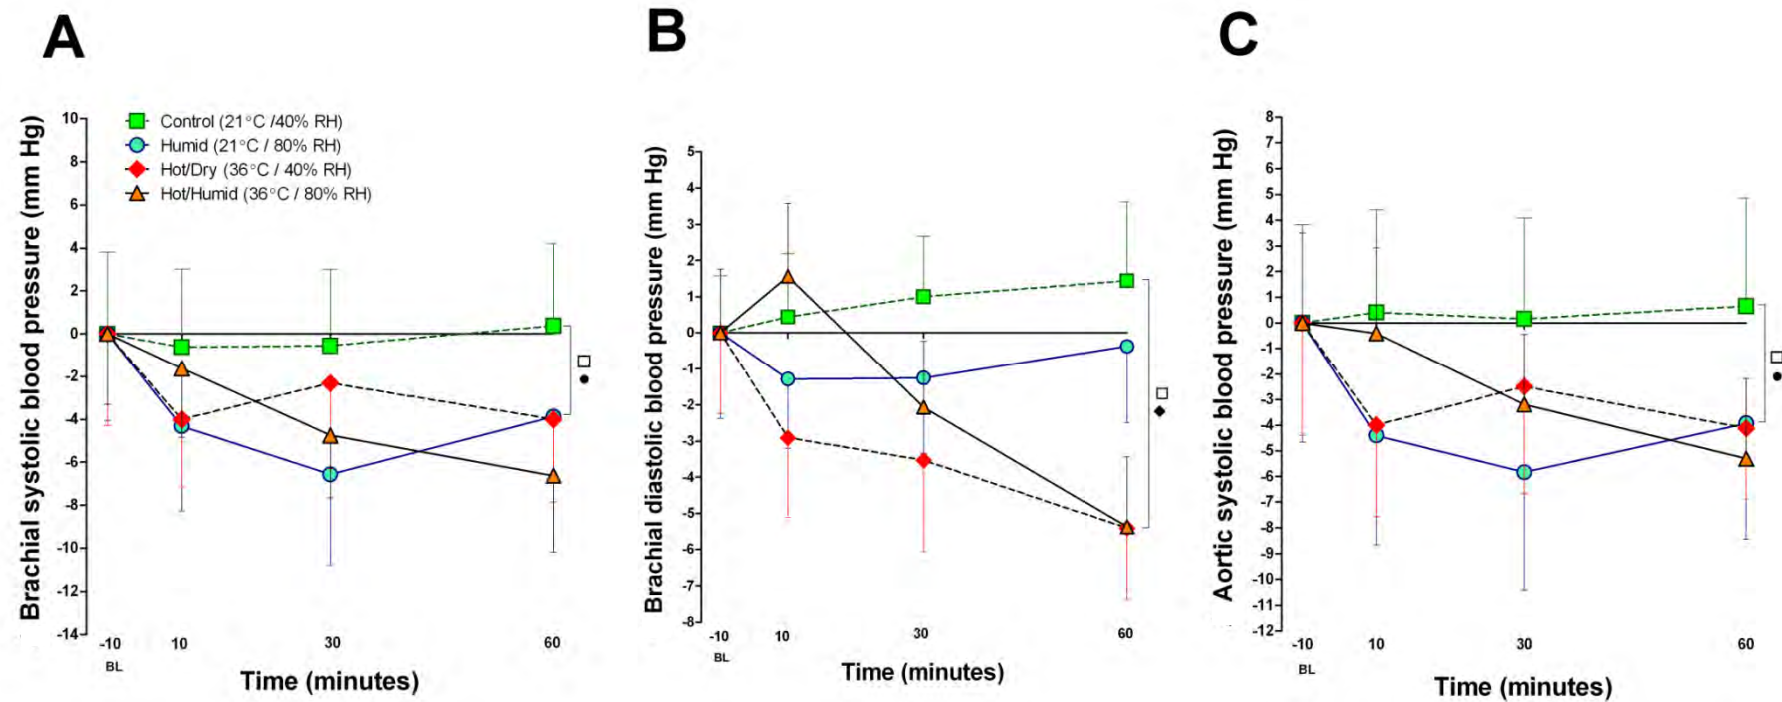 A
Brachial systolic blood pressure (mm Hg)
10
8
6
4
2
0
-2
-4
-6
-8
-10
-12
-14
Control (21°C /40% RH)
Humid (21°C / 80% RH)
Hot/Dry (36°C / 40% RH)
Hot/Humid (36°C / 80% RH)
-10 10 30 60
BL
Time (minutes)
B
Brachial diastolic blood pressure (mm Hg)
5
4
3
2
1
0
-1
-2
-3
-4
-5
-6
-7
-8
-10 10 30 60
BL
Time (minutes)
C
Aortic systolic blood pressure (mm Hg)
8
7
6
5
4
3
2
1
0
-1
-2
-3
-4
-5
-6
-7
-8
-9
-10
-11
-12
-10 10 30 60
BL
Time (minutes)